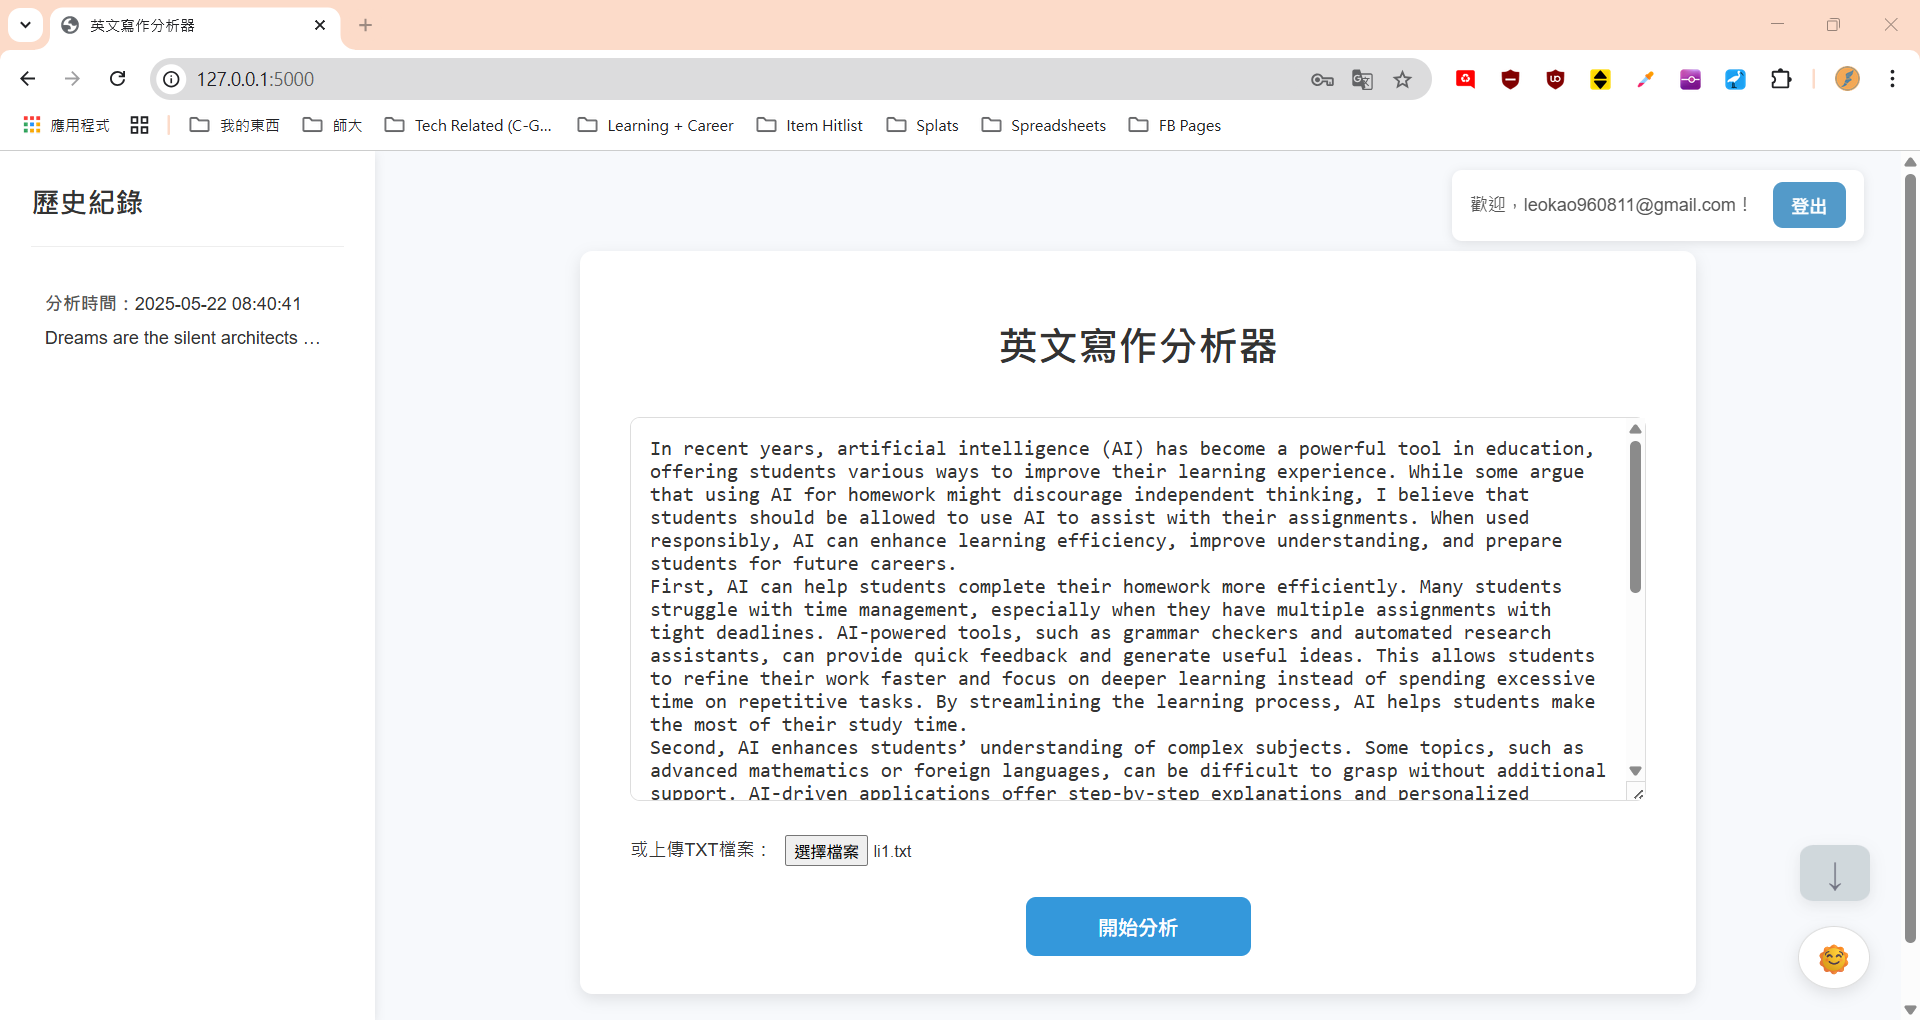 英文寫作分析器
127.0.0.1:5000
應用程式
我的東西
師大
Tech Related (C-G...
Learning + Career
Item Hitlist
Splats
Spreadsheets
FB Pages
歷史紀錄
分析時間：2025-05-22 08:40:41
Dreams are the silent architects …
歡迎，leokao960811@gmail.com！
登出
英文寫作分析器
In recent years, artificial intelligence (AI) has become a powerful tool in education,
offering students various ways to improve their learning experience. While some argue
that using AI for homework might discourage independent thinking, I believe that
students should be allowed to use AI to assist with their assignments. When used
responsibly, AI can enhance learning efficiency, improve understanding, and prepare
students for future careers.
First, AI can help students complete their homework more efficiently. Many students
struggle with time management, especially when they have multiple assignments with
tight deadlines. AI-powered tools, such as grammar checkers and automated research
assistants, can provide quick feedback and generate useful ideas. This allows students
to refine their work faster and focus on deeper learning instead of spending excessive
time on repetitive tasks. By streamlining the learning process, AI helps students make
the most of their study time.
Second, AI enhances students’ understanding of complex subjects. Some topics, such as
advanced mathematics or foreign languages, can be difficult to grasp without additional
support. AI-driven applications offer step-by-step explanations and personalized
或上傳TXT檔案：
選擇檔案 li1.txt
開始分析
↓